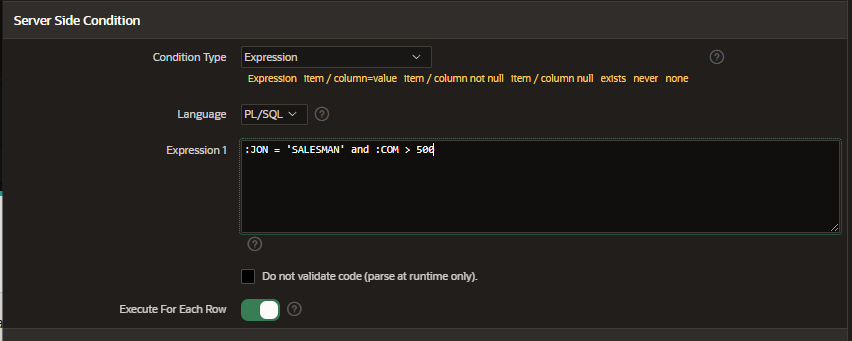 Server Side Condition
Condition Type Expression
Expression Item / column=value Item / column not null Item / column null exists never none
Language PL/SQL
Expression 1 :JON = 'SALESMAN' and :COM > 500
Do not validate code (parse at runtime only).
Execute For Each Row